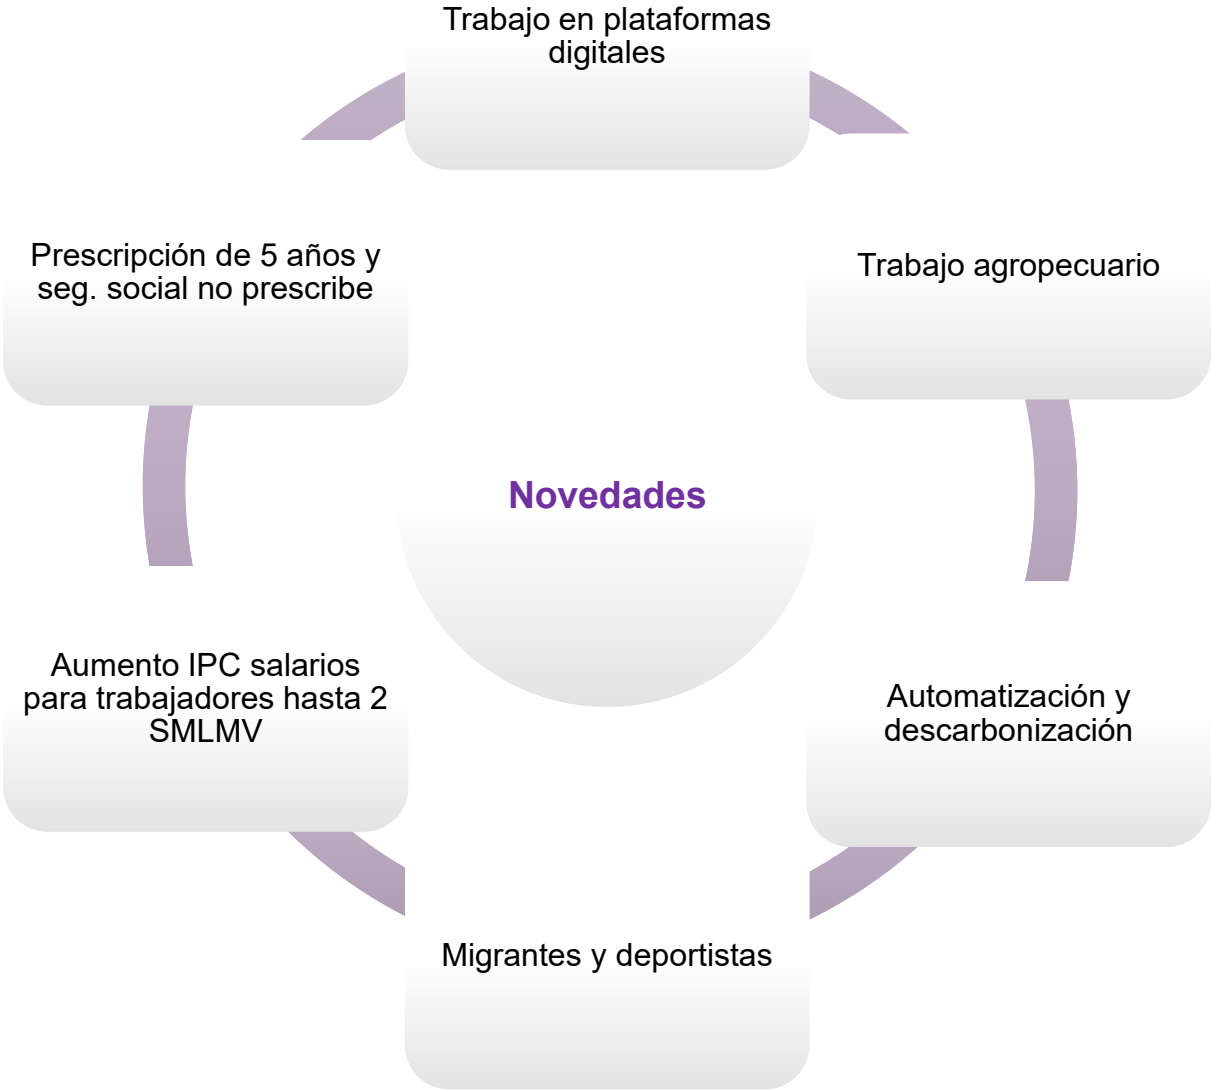 Trabajo en plataformas
digitales
Prescripción de 5 años y
seg. social no prescribe
Trabajo agropecuario
Novedades
Aumento IPC salarios
para trabajadores hasta 2
SMLMV
Automatización y
descarbonización
Migrantes y deportistas